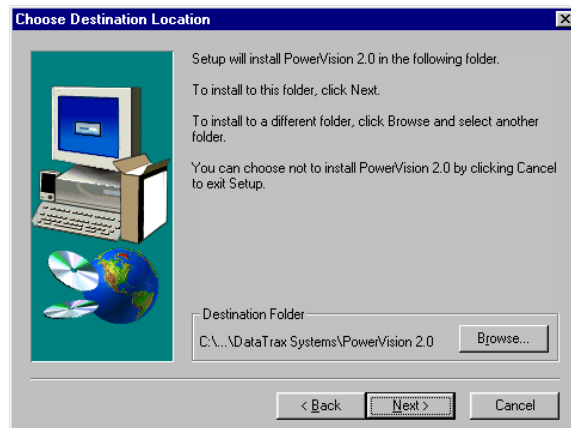 Choose Destination Location
Setup will install PowerVision 2.0 in the following folder.
To install to this folder, click Next.
To install to a different folder, click Browse and select another
folder.
You can choose not to install PowerVision 2.0 by clicking Cancel
to exit Setup.
Destination Folder
C:\...\DataTrax Systems\PowerVision 2.0
Browse...
< Back
Next >
Cancel